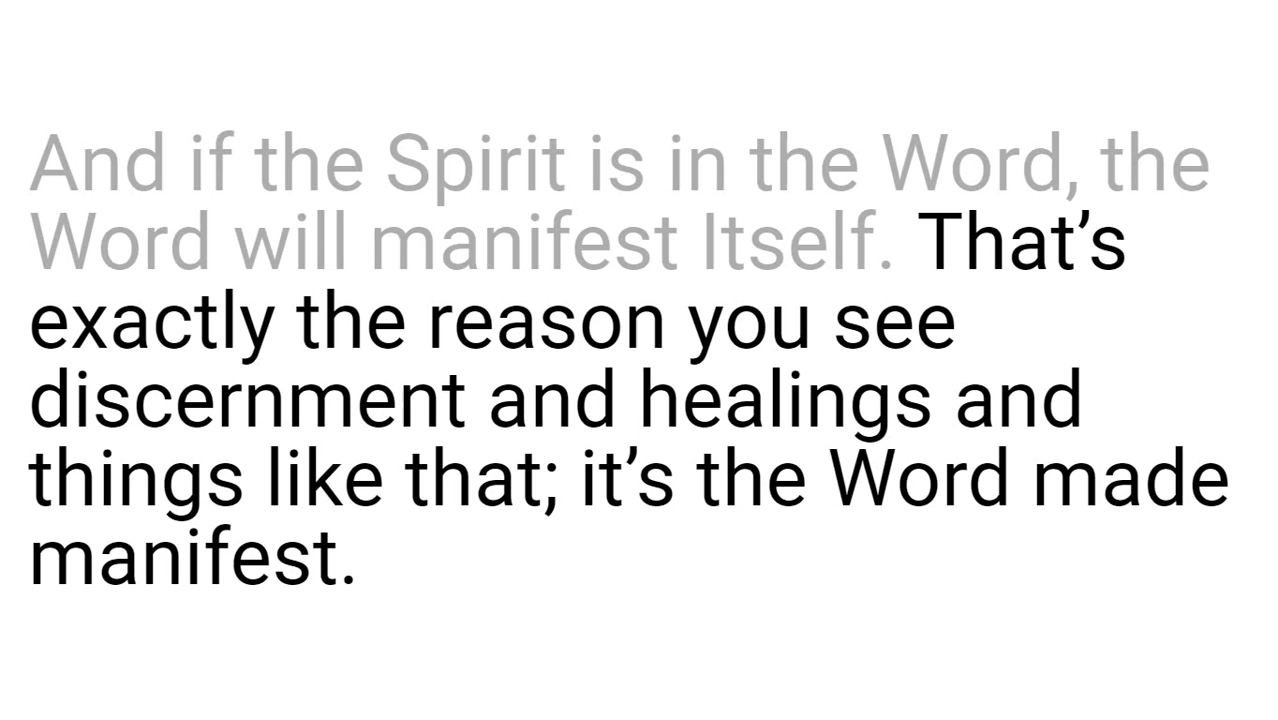 And if the Spirit is in the Word, the
Word will manifest Itself. That’s
exactly the reason you see
discernment and healings and
things like that; it’s the Word made
manifest.